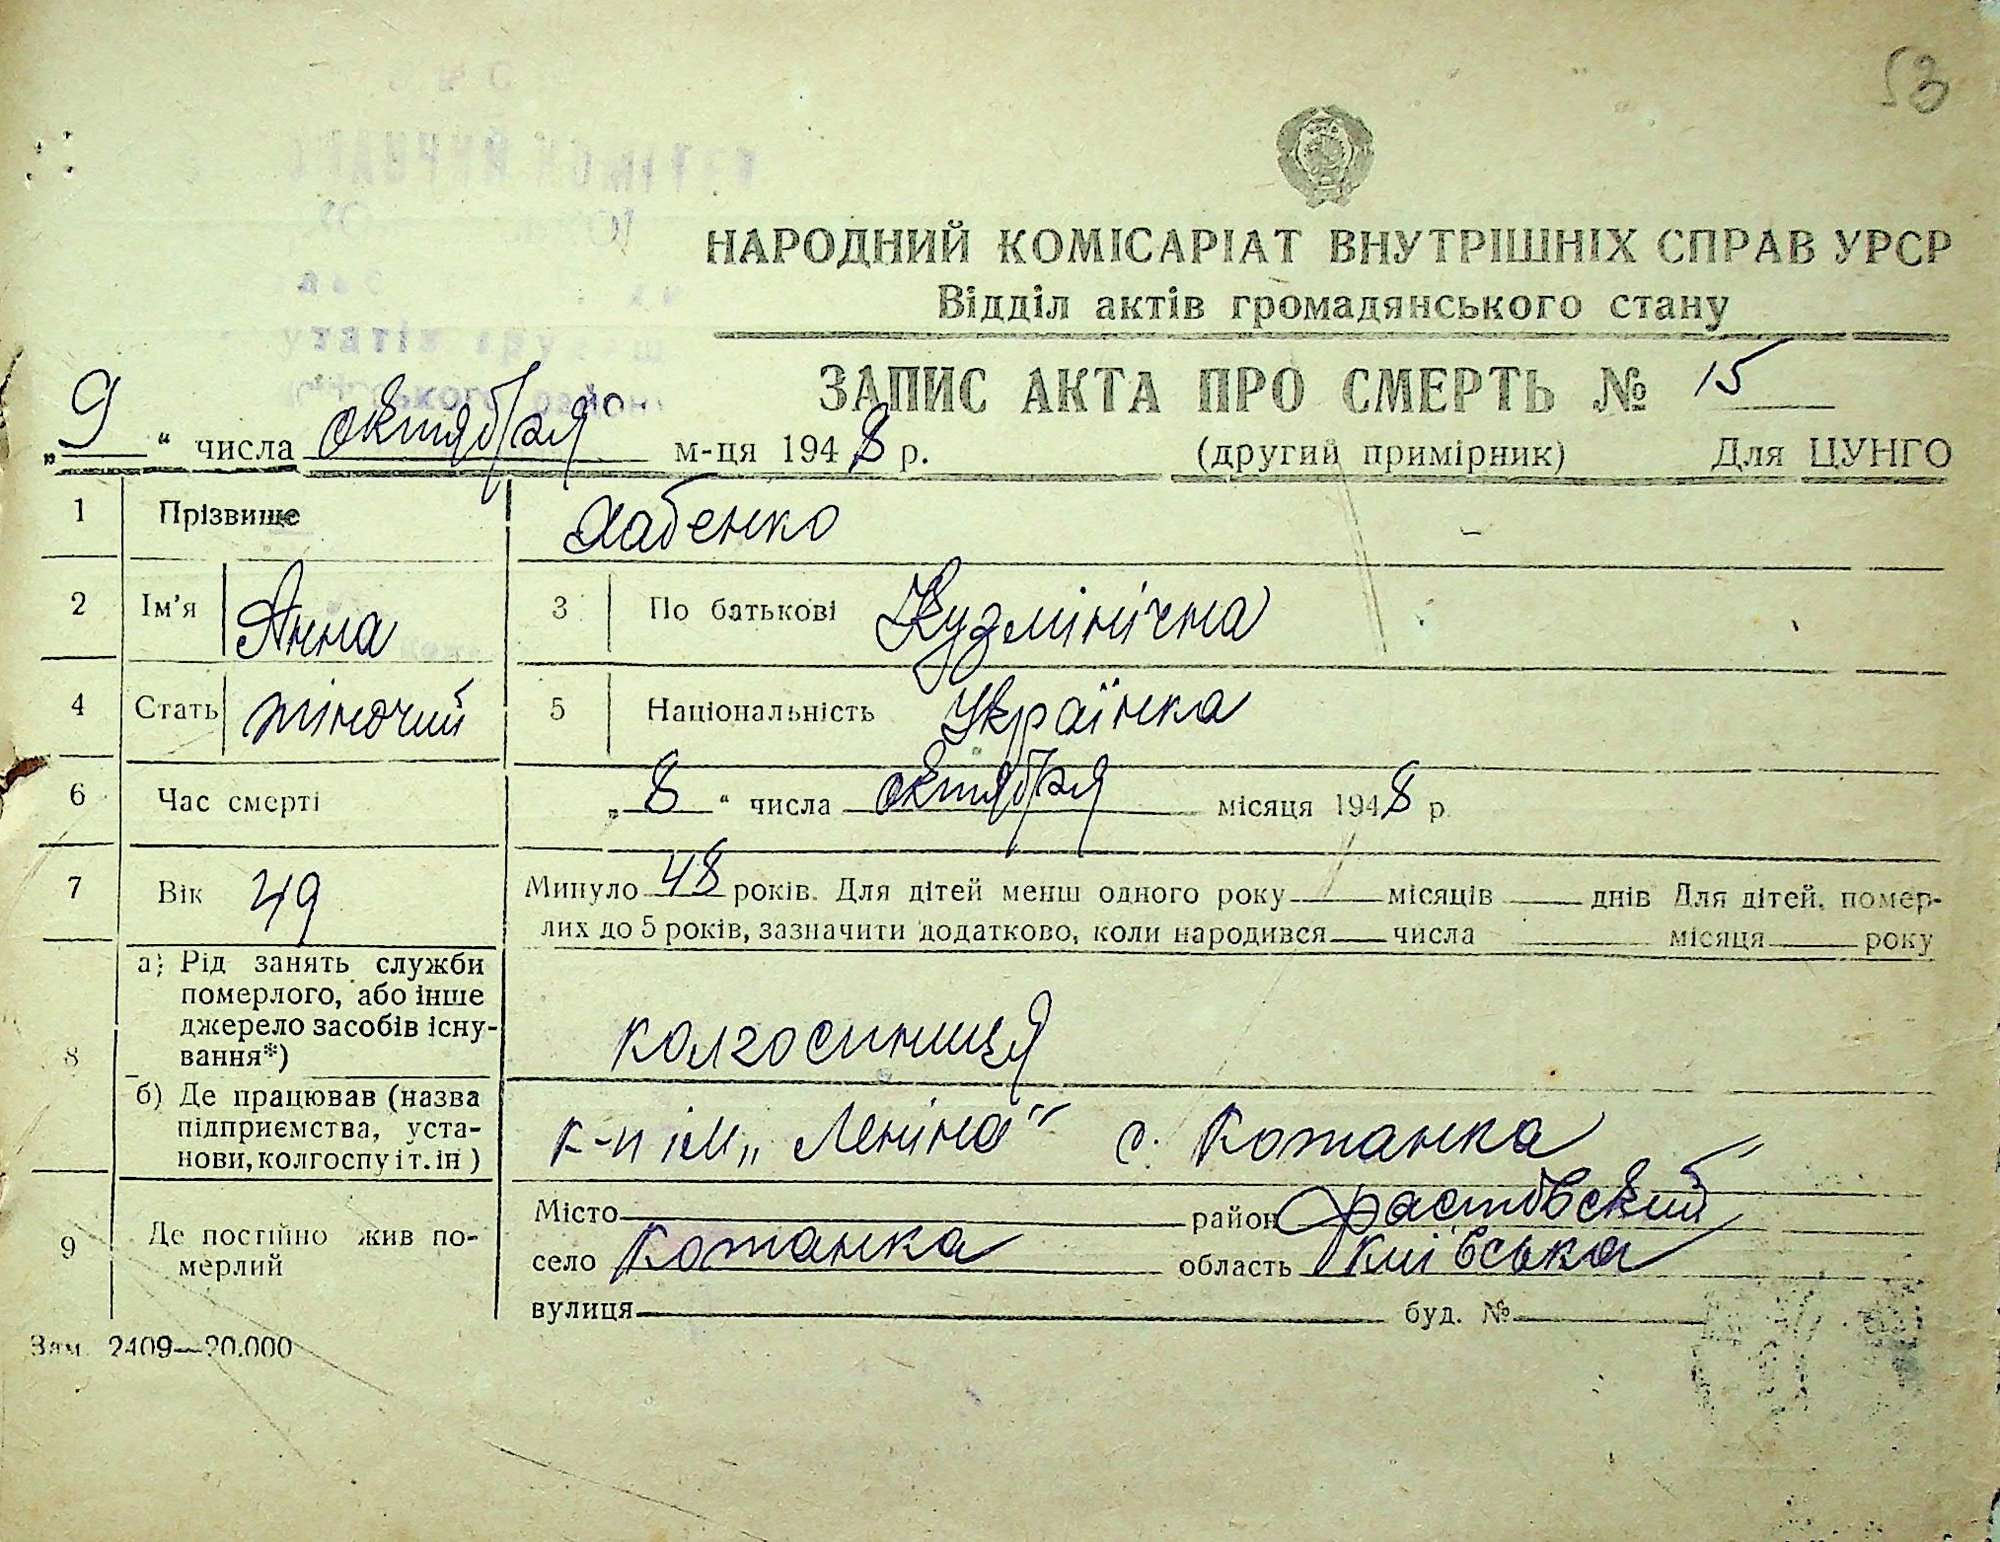 53
НАРОДНИЙ КОМІСАРІАТ ВНУТРІШНІХ СПРАВ УРСР
Відділ актів громадянського стану
ЗАПИС АКТА ПРО СМЕРТЬ № 15
„9“ числа октября м-ця 1948 р. (другий примірник) Для ЦУНГО
1 Прізвище Хабенко
2 Ім'я Анна 3 По батькові Кузмінічна
4 Стать жіночий 5 Національність Українка
6 Час смерті „8“ числа октября місяця 1948 р.
7 Вік 49 Минуло 48 років. Для дітей менш одного року місяців днів Для дітей, помер-
лих до 5 років, зазначити додатково, коли народився числа місяця року
8 а) Рід занять служби
померлого, або інше
джерело засобів існу-
вання*) колгоспниця
б) Де працював (назва
підприємства, уста-
нови, колгоспу і т. ін) к-п ім „Леніна" с. Кожанка
9 Де постійно жив по-
мерлий
Місто район Фастовский
село Кожанка область Київська
вулиця буд. №
Зам. 2409—20.000